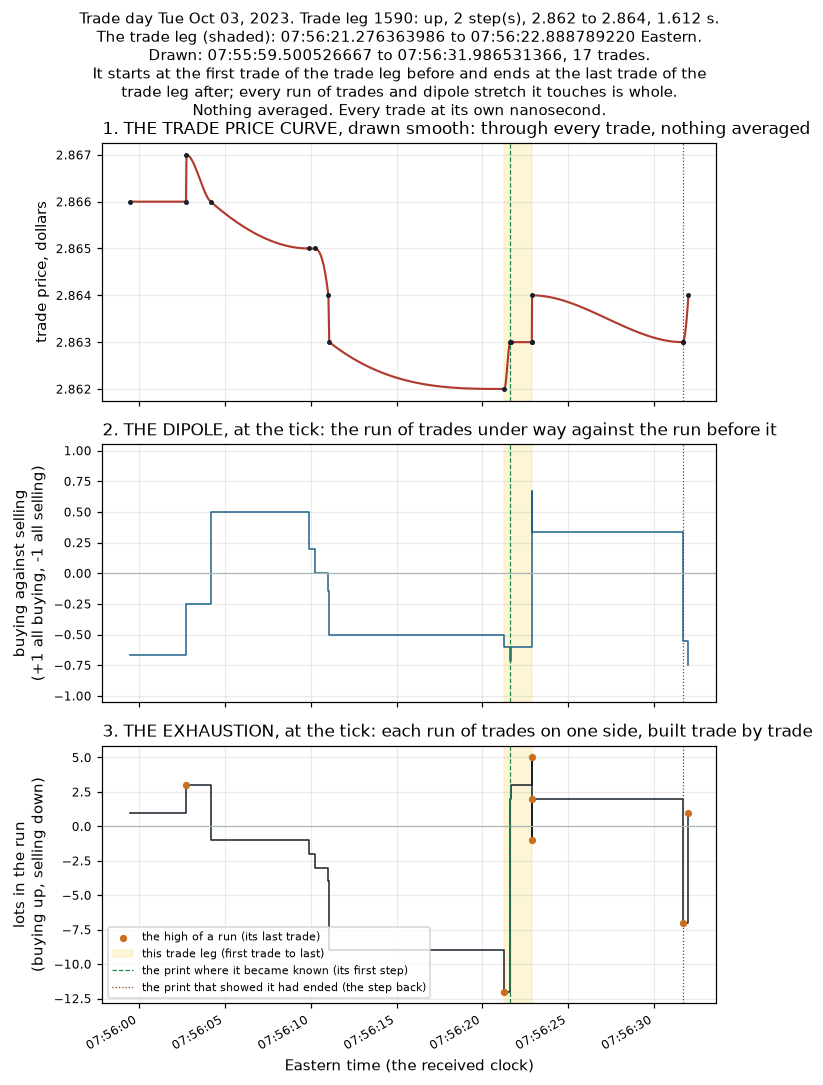 Trade day Tue Oct 03, 2023. Trade leg 1590: up, 2 step(s), 2.862 to 2.864, 1.612 s.
The trade leg (shaded): 07:56:21.276363986 to 07:56:22.888789220 Eastern.
Drawn: 07:55:59.500526667 to 07:56:31.986531366, 17 trades.
It starts at the first trade of the trade leg before and ends at the last trade of the
trade leg after; every run of trades and dipole stretch it touches is whole.
Nothing averaged. Every trade at its own nanosecond.
1. THE TRADE PRICE CURVE, drawn smooth: through every trade, nothing averaged
2.867
2.866
2.865
2.864
2.863
2.862
trade price, dollars
2. THE DIPOLE, at the tick: the run of trades under way against the run before it
1.00
0.75
0.50
0.25
0.00
−0.25
−0.50
−0.75
−1.00
buying against selling
(+1 all buying, -1 all selling)
3. THE EXHAUSTION, at the tick: each run of trades on one side, built trade by trade
5.0
2.5
0.0
−2.5
−5.0
−7.5
−10.0
−12.5
lots in the run
(buying up, selling down)
the high of a run (its last trade)
this trade leg (first trade to last)
the print where it became known (its first step)
the print that showed it had ended (the step back)
07:56:00
07:56:05
07:56:10
07:56:15
07:56:20
07:56:25
07:56:30
Eastern time (the received clock)